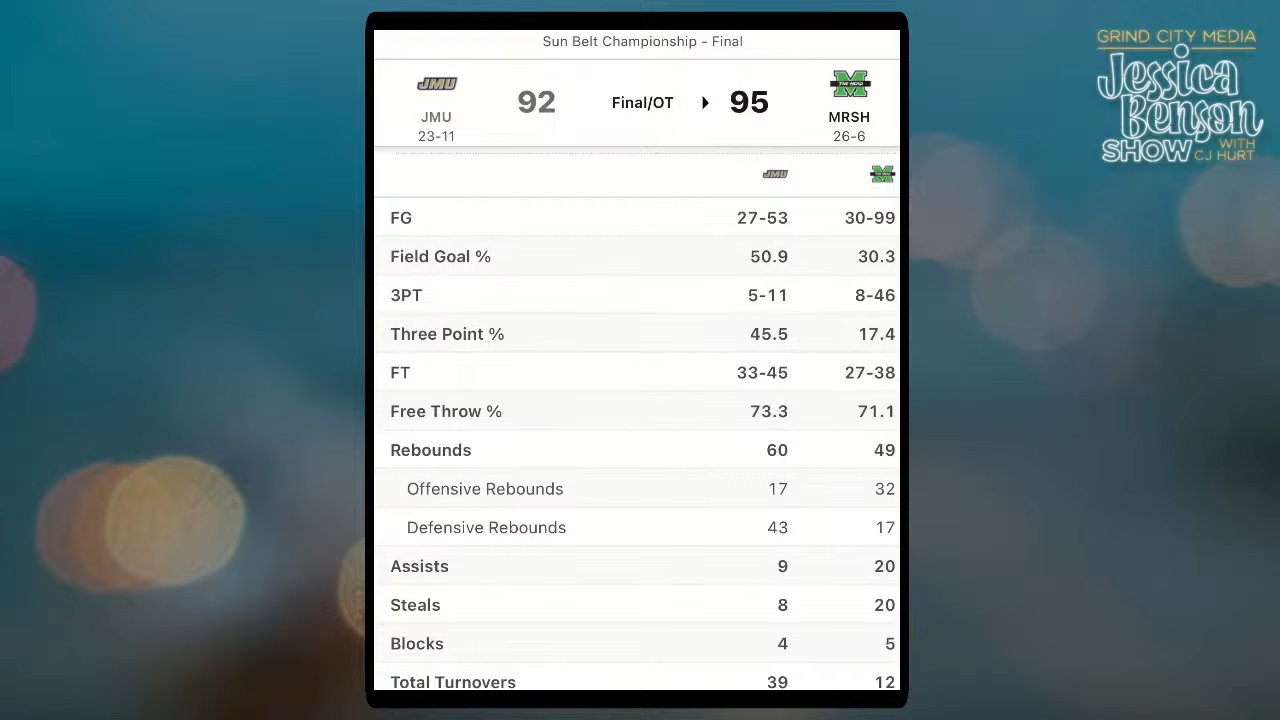 Sun Belt Championship - Final
JMU
92
Final/OT
95
M
THE HERD
JMU
23-11
MRSH
26-6
GRIND CITY MEDIA
Jessica
Benson
SHOW WITH
CJ HURT
JMU M
FG 27-53 30-99
Field Goal % 50.9 30.3
3PT 5-11 8-46
Three Point % 45.5 17.4
FT 33-45 27-38
Free Throw % 73.3 71.1
Rebounds 60 49
Offensive Rebounds 17 32
Defensive Rebounds 43 17
Assists 9 20
Steals 8 20
Blocks 4 5
Total Turnovers 39 12